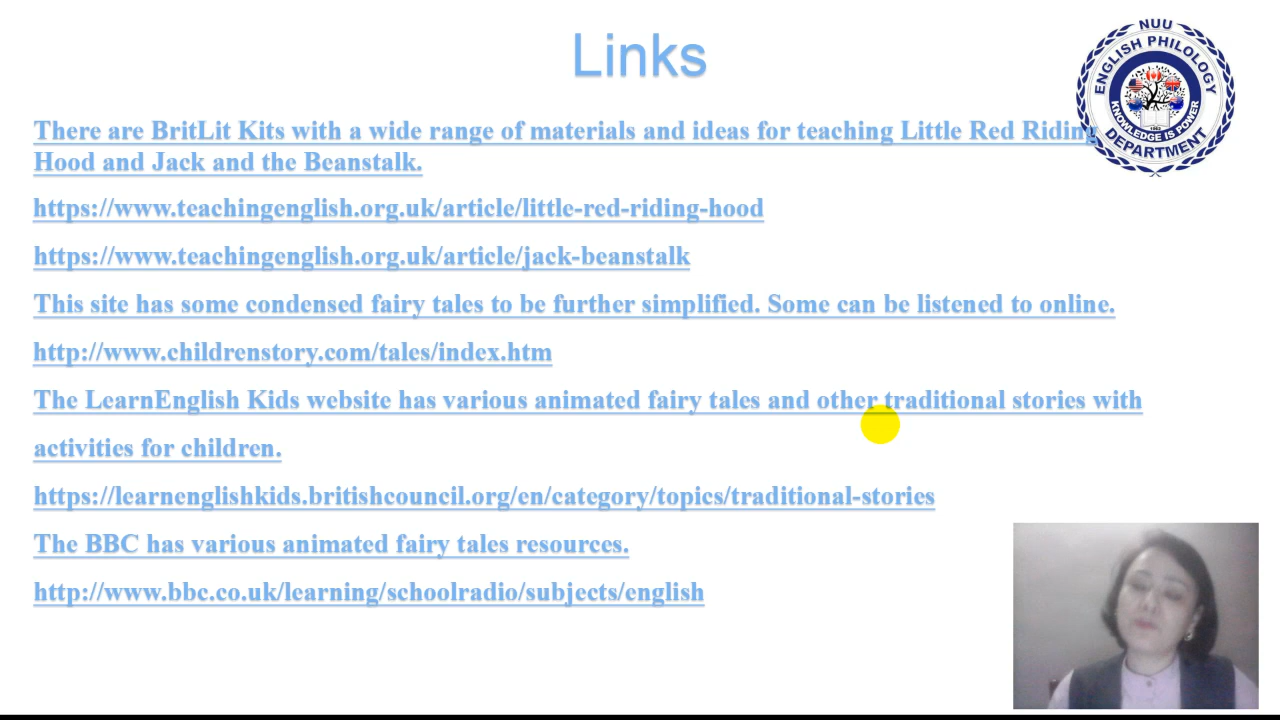 Links
NUU
ENGLISH PHILOLOGY
KNOWLEDGE IS POWER
1982
DEPARTMENT
There are BritLit Kits with a wide range of materials and ideas for teaching Little Red Riding
Hood and Jack and the Beanstalk.
https://www.teachingenglish.org.uk/article/little-red-riding-hood
https://www.teachingenglish.org.uk/article/jack-beanstalk
This site has some condensed fairy tales to be further simplified. Some can be listened to online.
http://www.childrenstory.com/tales/index.htm
The LearnEnglish Kids website has various animated fairy tales and other traditional stories with
activities for children.
https://learnenglishkids.britishcouncil.org/en/category/topics/traditional-stories
The BBC has various animated fairy tales resources.
http://www.bbc.co.uk/learning/schoolradio/subjects/english